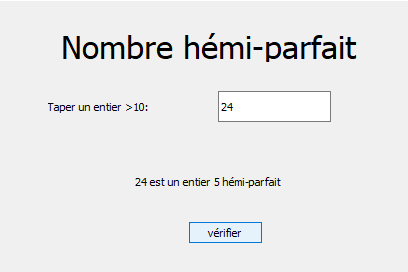 Nombre hémi-parfait
Taper un entier >10:
24
24 est un entier 5 hémi-parfait
vérifier